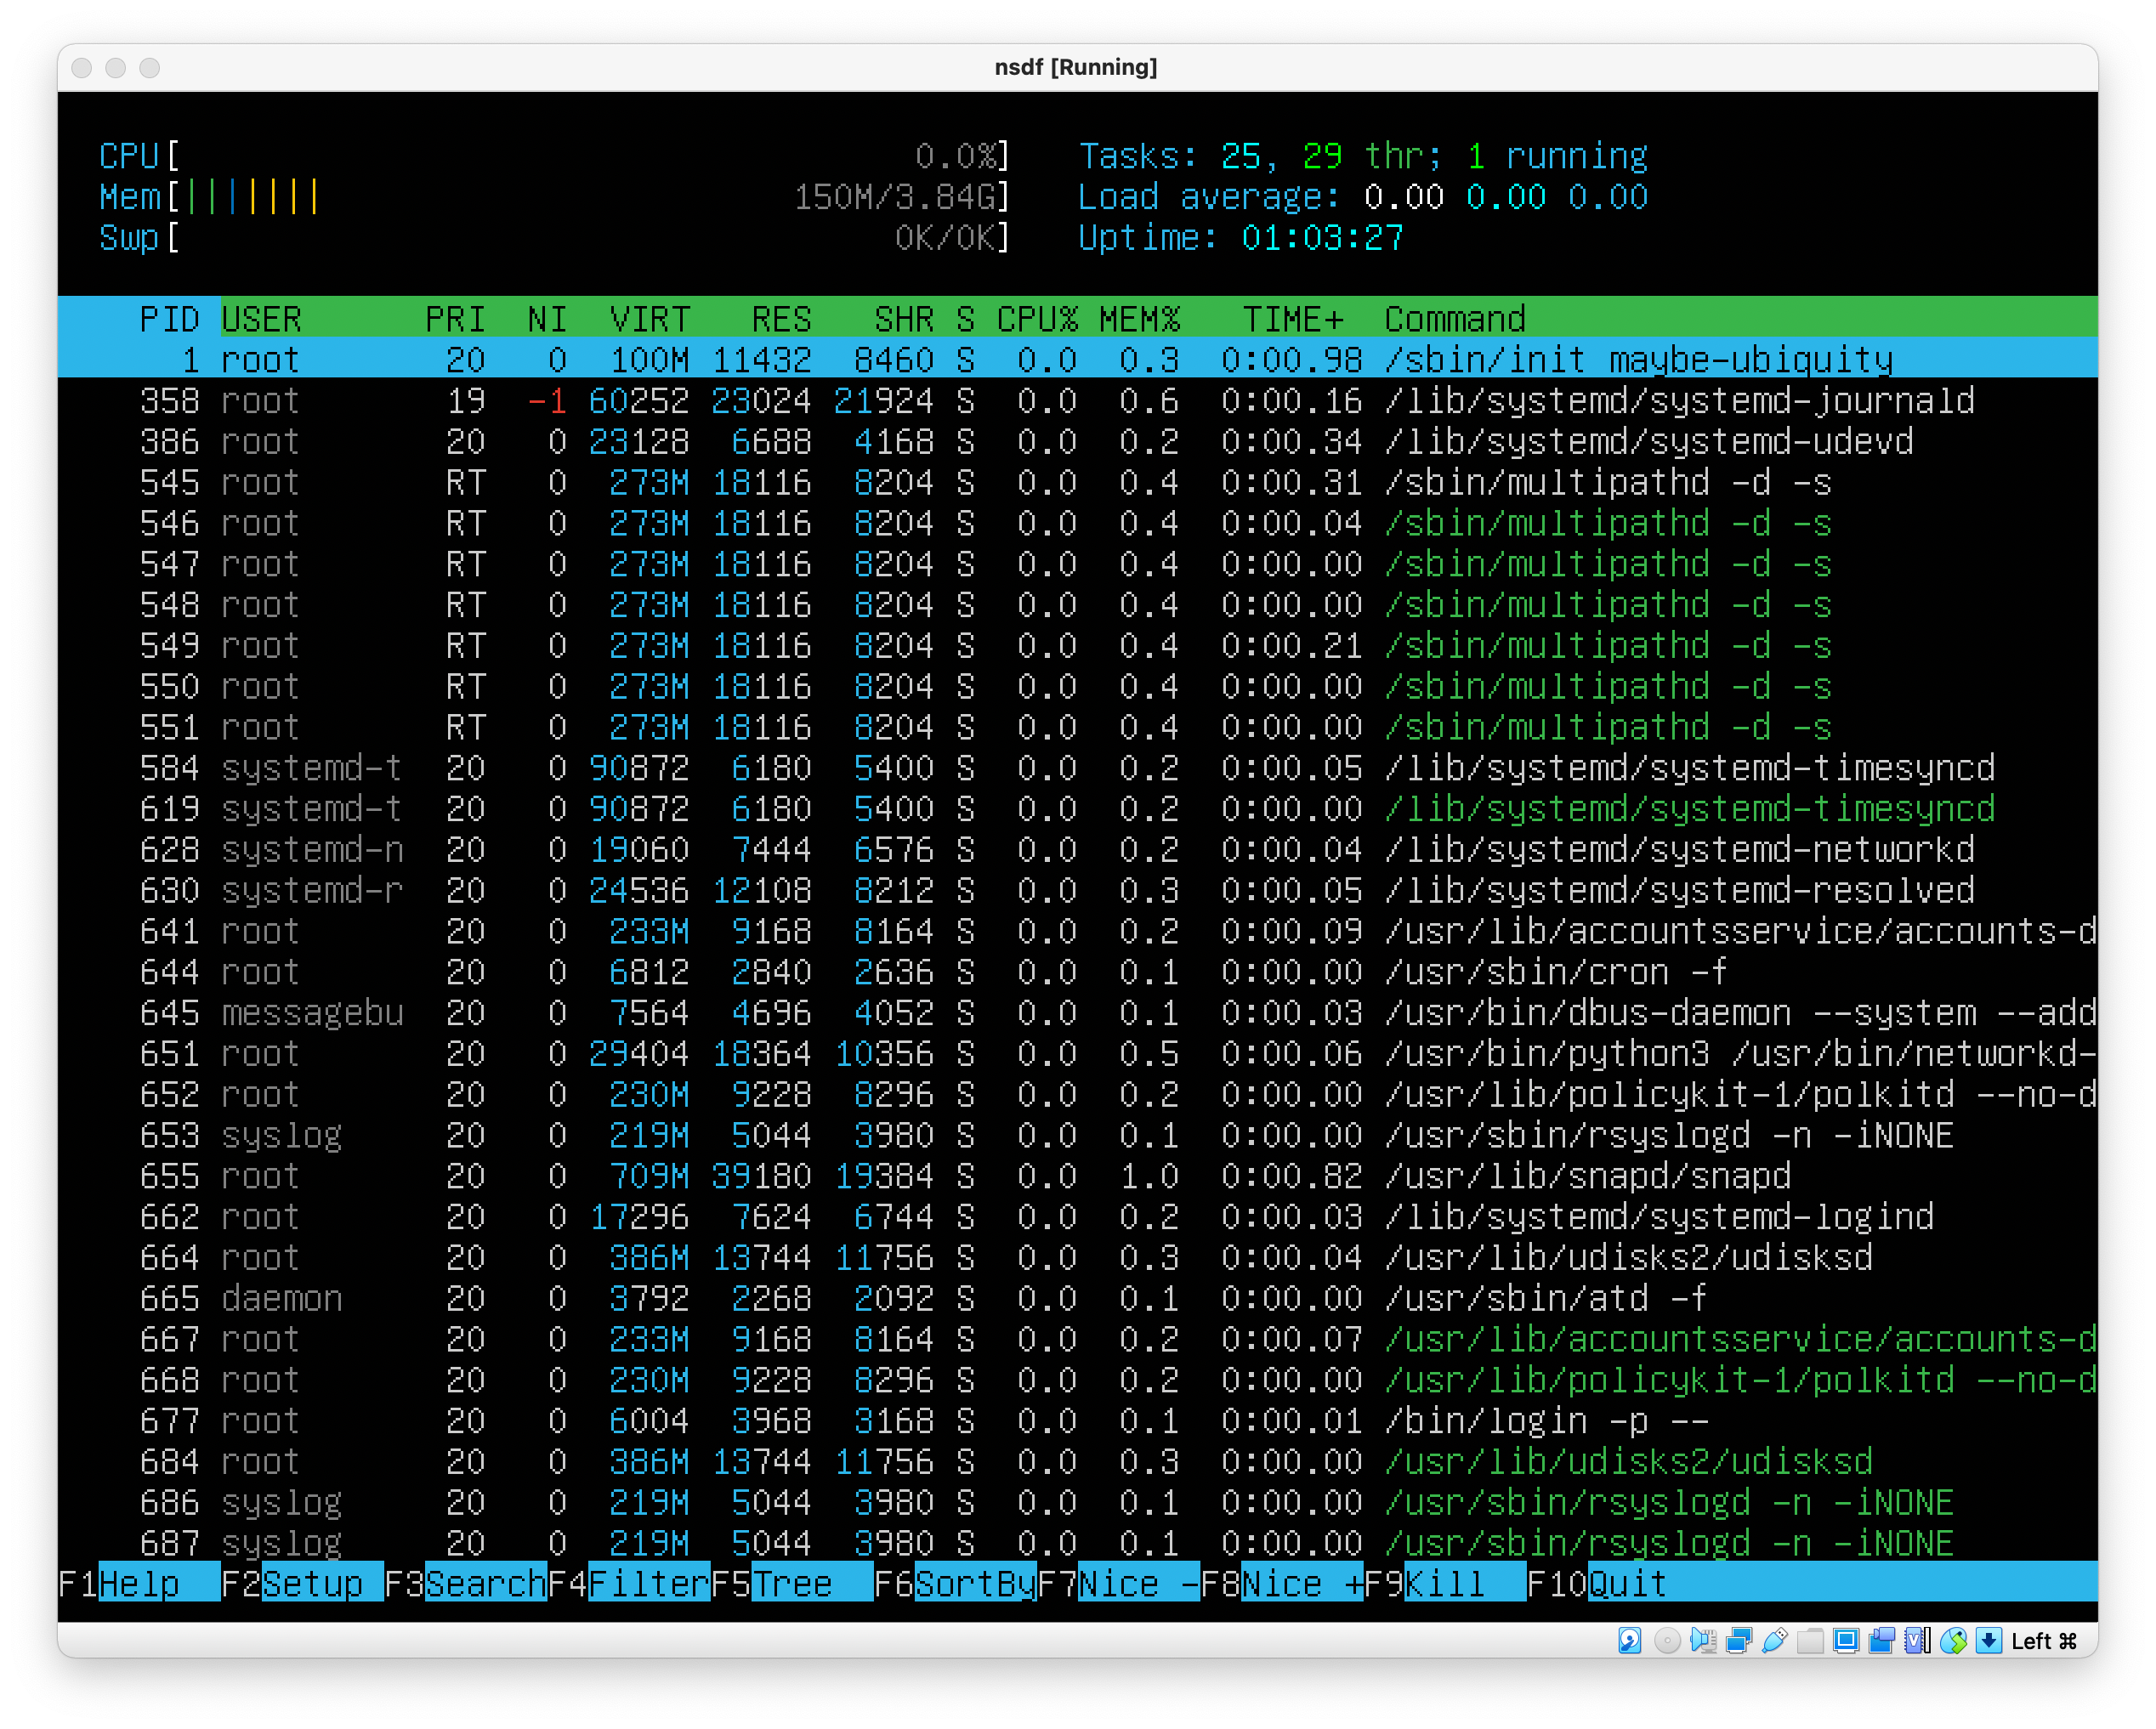 nsdf [Running]
CPU[ 0.0%] Tasks: 25, 29 thr; 1 running
Mem[||||||| 150M/3.84G] Load average: 0.00 0.00 0.00
Swp[ 0K/0K] Uptime: 01:03:27
PID USER PRI NI VIRT RES SHR S CPU% MEM% TIME+ Command
1 root 20 0 100M 11432 8460 S 0.0 0.3 0:00.98 /sbin/init maybe-ubiquity
358 root 19 -1 60252 23024 21924 S 0.0 0.6 0:00.16 /lib/systemd/systemd-journald
386 root 20 0 23128 6688 4168 S 0.0 0.2 0:00.34 /lib/systemd/systemd-udevd
545 root RT 0 273M 18116 8204 S 0.0 0.4 0:00.31 /sbin/multipathd -d -s
546 root RT 0 273M 18116 8204 S 0.0 0.4 0:00.04 /sbin/multipathd -d -s
547 root RT 0 273M 18116 8204 S 0.0 0.4 0:00.00 /sbin/multipathd -d -s
548 root RT 0 273M 18116 8204 S 0.0 0.4 0:00.00 /sbin/multipathd -d -s
549 root RT 0 273M 18116 8204 S 0.0 0.4 0:00.21 /sbin/multipathd -d -s
550 root RT 0 273M 18116 8204 S 0.0 0.4 0:00.00 /sbin/multipathd -d -s
551 root RT 0 273M 18116 8204 S 0.0 0.4 0:00.00 /sbin/multipathd -d -s
584 systemd-t 20 0 90872 6180 5400 S 0.0 0.2 0:00.05 /lib/systemd/systemd-timesyncd
619 systemd-t 20 0 90872 6180 5400 S 0.0 0.2 0:00.00 /lib/systemd/systemd-timesyncd
628 systemd-n 20 0 19060 7444 6576 S 0.0 0.2 0:00.04 /lib/systemd/systemd-networkd
630 systemd-r 20 0 24536 12108 8212 S 0.0 0.3 0:00.05 /lib/systemd/systemd-resolved
641 root 20 0 233M 9168 8164 S 0.0 0.2 0:00.09 /usr/lib/accountsservice/accounts-d
644 root 20 0 6812 2840 2636 S 0.0 0.1 0:00.00 /usr/sbin/cron -f
645 messagebu 20 0 7564 4696 4052 S 0.0 0.1 0:00.03 /usr/bin/dbus-daemon --system --add
651 root 20 0 29404 18364 10356 S 0.0 0.5 0:00.06 /usr/bin/python3 /usr/bin/networkd-
652 root 20 0 230M 9228 8296 S 0.0 0.2 0:00.00 /usr/lib/policykit-1/polkitd --no-d
653 syslog 20 0 219M 5044 3980 S 0.0 0.1 0:00.00 /usr/sbin/rsyslogd -n -iNONE
655 root 20 0 709M 39180 19384 S 0.0 1.0 0:00.82 /usr/lib/snapd/snapd
662 root 20 0 17296 7624 6744 S 0.0 0.2 0:00.03 /lib/systemd/systemd-logind
664 root 20 0 386M 13744 11756 S 0.0 0.3 0:00.04 /usr/lib/udisks2/udisksd
665 daemon 20 0 3792 2268 2092 S 0.0 0.1 0:00.00 /usr/sbin/atd -f
667 root 20 0 233M 9168 8164 S 0.0 0.2 0:00.07 /usr/lib/accountsservice/accounts-d
668 root 20 0 230M 9228 8296 S 0.0 0.2 0:00.00 /usr/lib/policykit-1/polkitd --no-d
677 root 20 0 6004 3968 3168 S 0.0 0.1 0:00.01 /bin/login -p --
684 root 20 0 386M 13744 11756 S 0.0 0.3 0:00.00 /usr/lib/udisks2/udisksd
686 syslog 20 0 219M 5044 3980 S 0.0 0.1 0:00.00 /usr/sbin/rsyslogd -n -iNONE
687 syslog 20 0 219M 5044 3980 S 0.0 0.1 0:00.00 /usr/sbin/rsyslogd -n -iNONE
F1Help F2Setup F3SearchF4FilterF5Tree F6SortByF7Nice -F8Nice +F9Kill F10Quit
Left ⌘